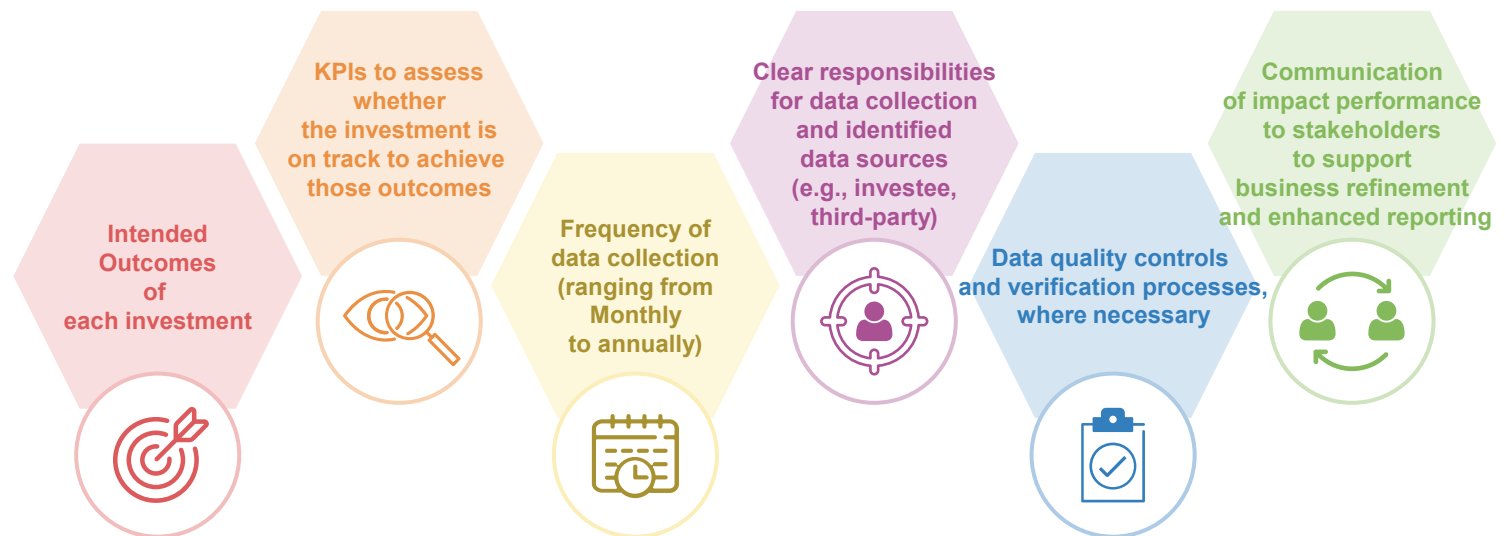 Intended
Outcomes
of
each investment
KPIs to assess
whether
the investment is
on track to achieve
those outcomes
Frequency of
data collection
(ranging from
Monthly
to annually)
Clear responsibilities
for data collection
and identified
data sources
(e.g., investee,
third-party)
Data quality controls
and verification processes,
where necessary
Communication
of impact performance
to stakeholders
to support
business refinement
and enhanced reporting